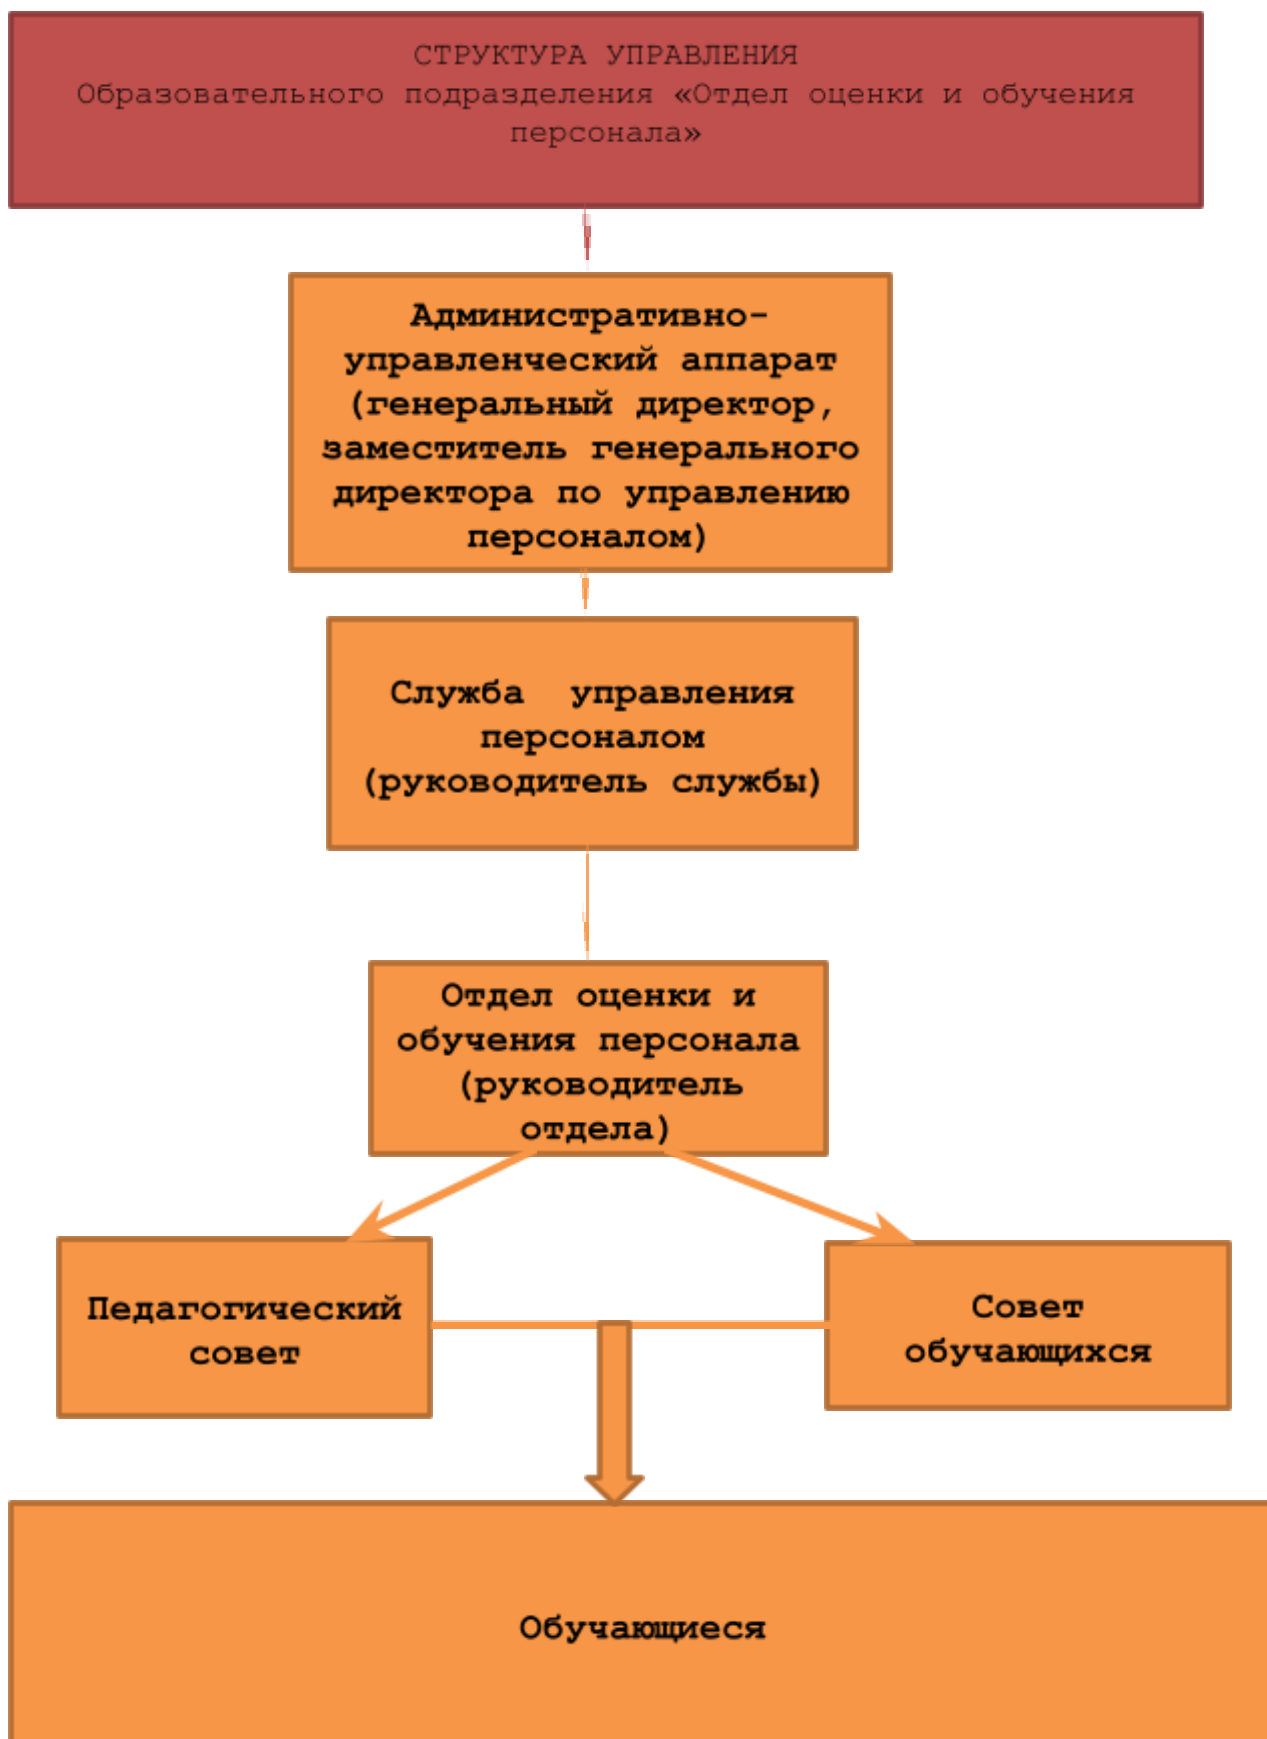 СТРУКТУРА УПРАВЛЕНИЯ
Образовательного подразделения «Отдел оценки и обучения
персонала»
Административно-
управленческий аппарат
(генеральный директор,
заместитель генерального
директора по управлению
персоналом)
Служба  управления
персоналом
(руководитель службы)
Отдел оценки и
обучения персонала
(руководитель
отдела)
Педагогический
совет
Совет
обучающихся
Обучающиеся